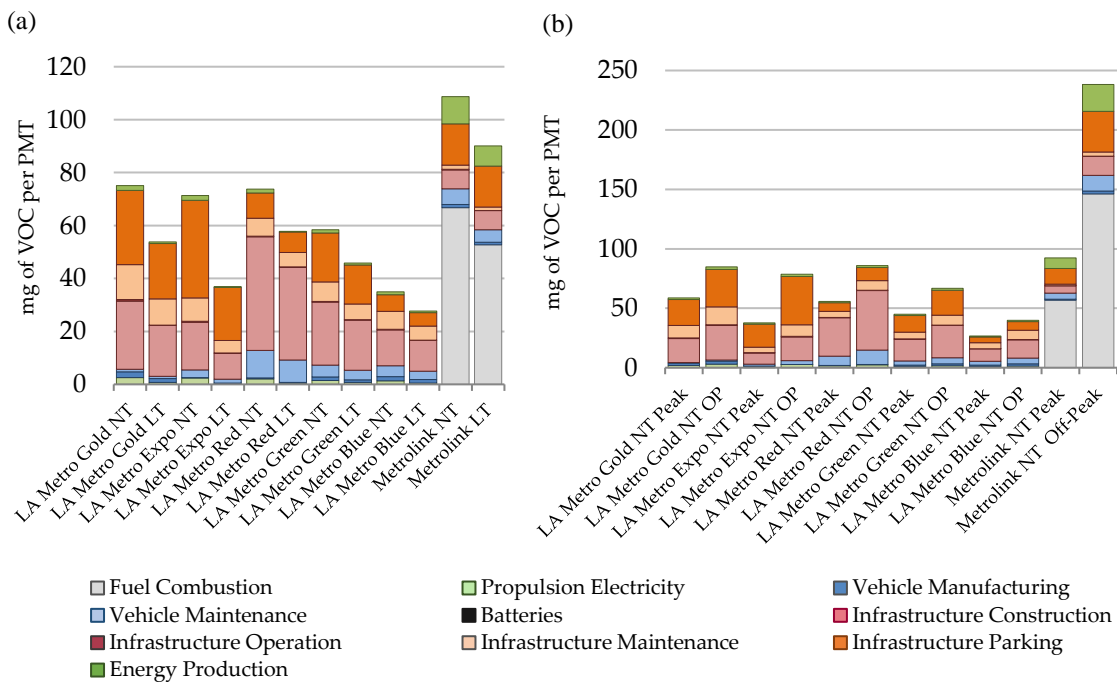 (a)
(b)
mg of VOC per PMT
120
100
80
60
40
20
0
LA Metro Gold NT
LA Metro Gold LT
LA Metro Expo NT
LA Metro Expo LT
LA Metro Red NT
LA Metro Red LT
LA Metro Green NT
LA Metro Green LT
LA Metro Blue NT
LA Metro Blue LT
Metrolink NT
Metrolink LT
mg of VOC per PMT
250
200
150
100
50
0
LA Metro Gold NT Peak
LA Metro Gold NT OP
LA Metro Expo NT Peak
LA Metro Expo NT OP
LA Metro Red NT Peak
LA Metro Red NT OP
LA Metro Green NT Peak
LA Metro Green NT OP
LA Metro Blue NT Peak
LA Metro Blue NT OP
Metrolink NT Peak
Metrolink NT Off-Peak
Fuel Combustion
Propulsion Electricity
Vehicle Manufacturing
Vehicle Maintenance
Batteries
Infrastructure Construction
Infrastructure Operation
Infrastructure Maintenance
Infrastructure Parking
Energy Production